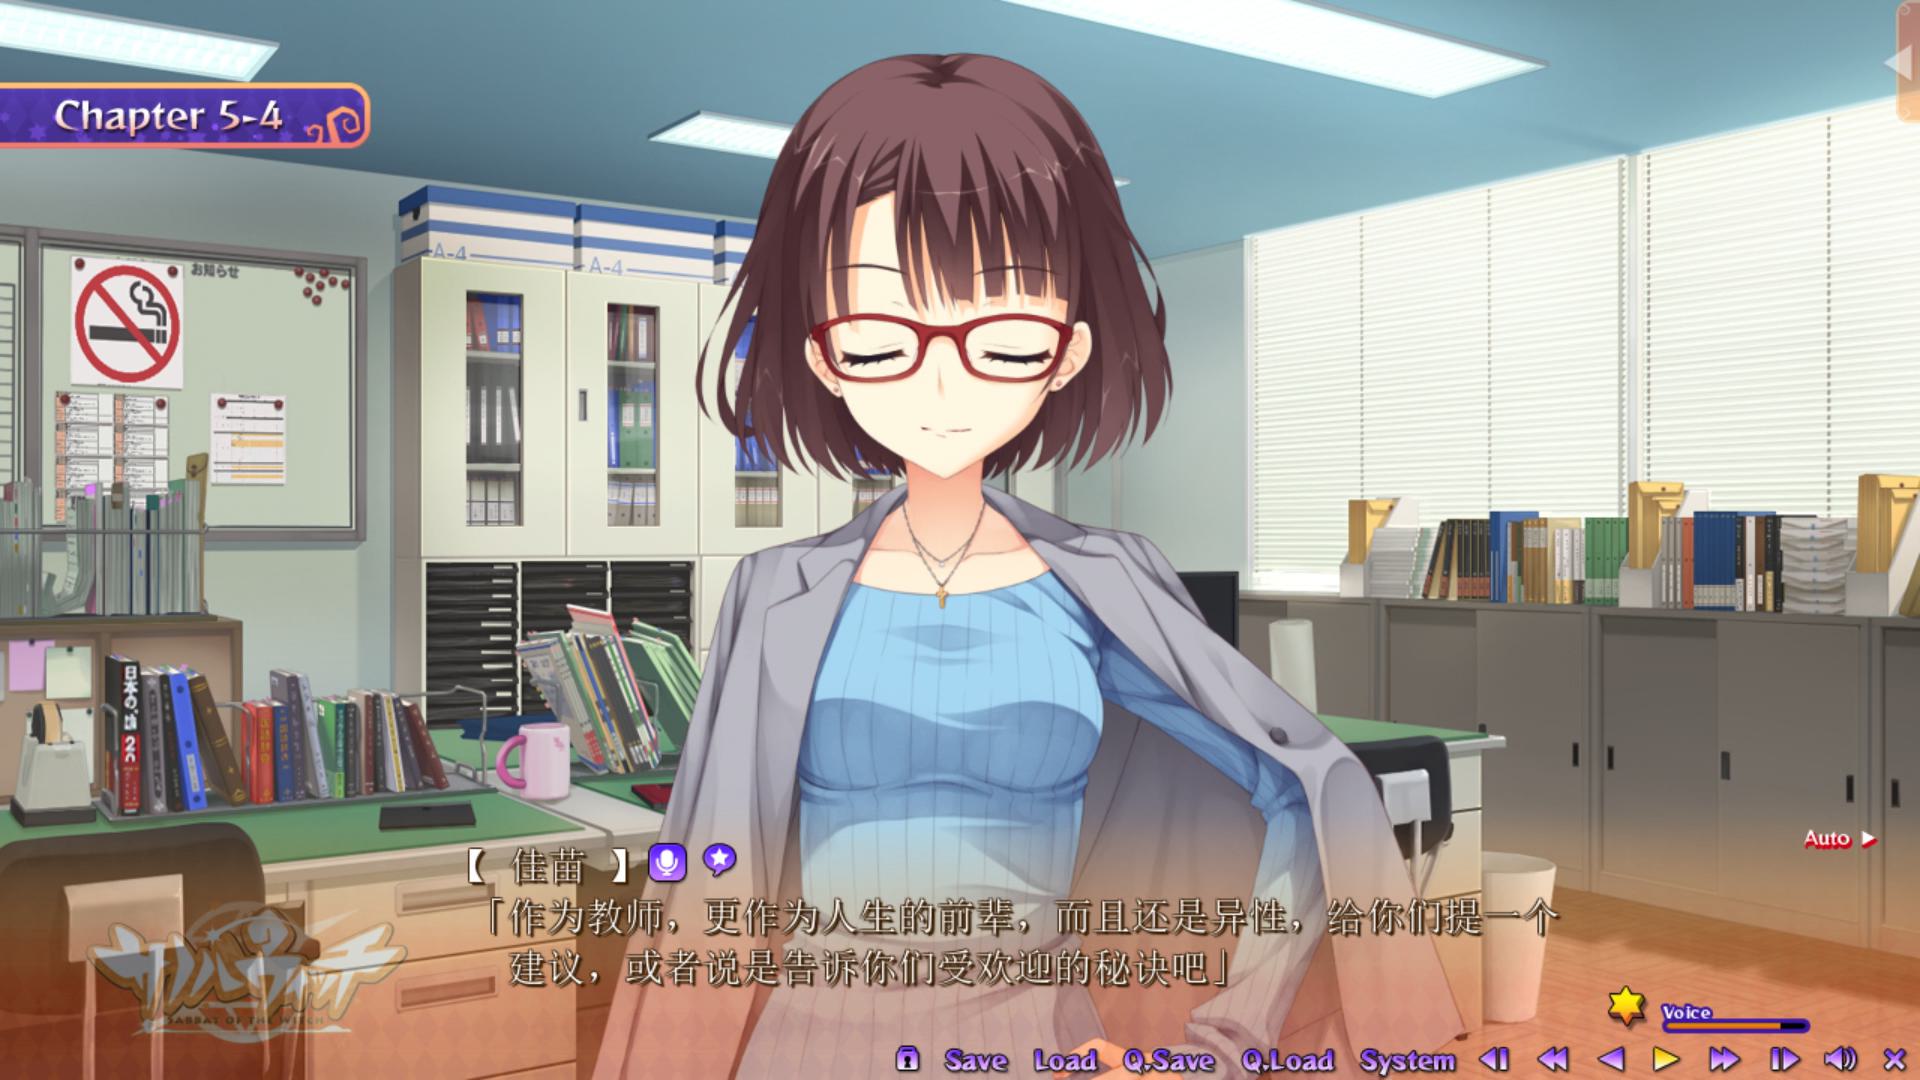 Chapter 5-4
お知らせ
A-4
A-4
日本の城 20
【 佳苗 】
「作为教师，更作为人生的前辈，而且还是异性，给你们提一个
建议，或者说是告诉你们受欢迎的秘诀吧」
Auto
SABBAT OF THE WITCH
Voice
Save Load Q.Save Q.Load System